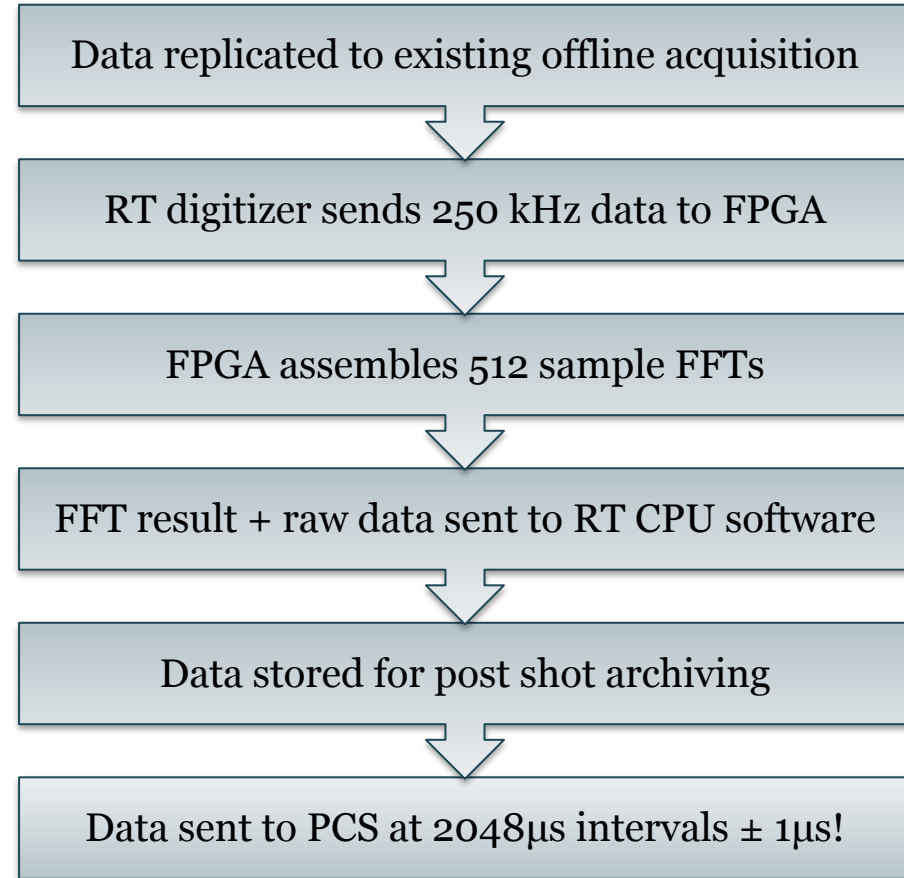 Data replicated to existing offline acquisition
RT digitizer sends 250 kHz data to FPGA
FPGA assembles 512 sample FFTs
FFT result + raw data sent to RT CPU software
Data stored for post shot archiving
Data sent to PCS at 2048μs intervals ± 1μs!